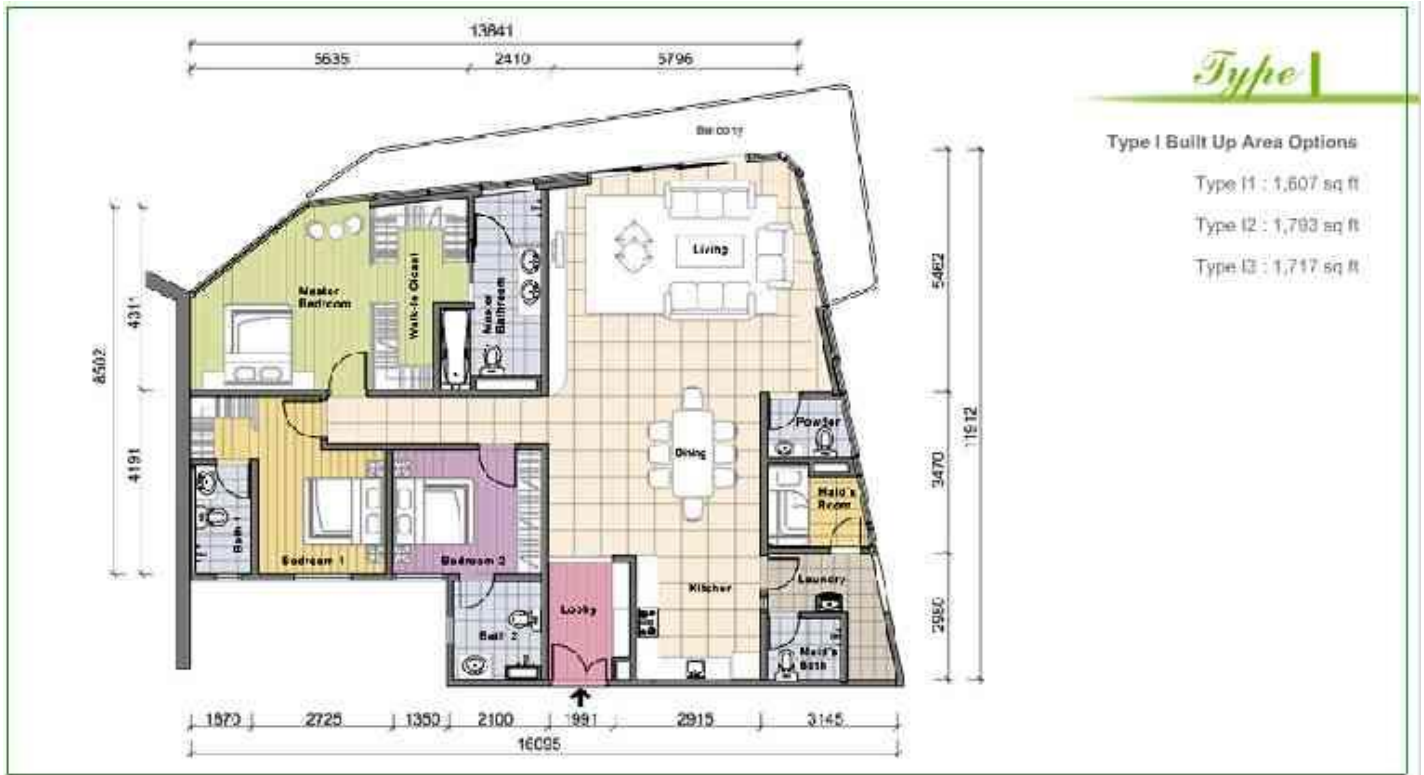 13841
5635 2410 5796
Type I
Balcony
Type I Built Up Area Options
Type I1 : 1,607 sq ft
Type I2 : 1,793 sq ft
Type I3 : 1,717 sq ft
Living
Master
Bedroom
Walk-in Closet
Master
Bathroom
8502
4311
4191
5462
3470
2980
11912
Powder
Dining
Maid's
Room
Bath 1
Bedroom 1
Bedroom 2
Kitchen
Laundry
Lobby
Bath 2
Maid's
Bath
1570 2725 1350 2100 1991 2915 3145
16095